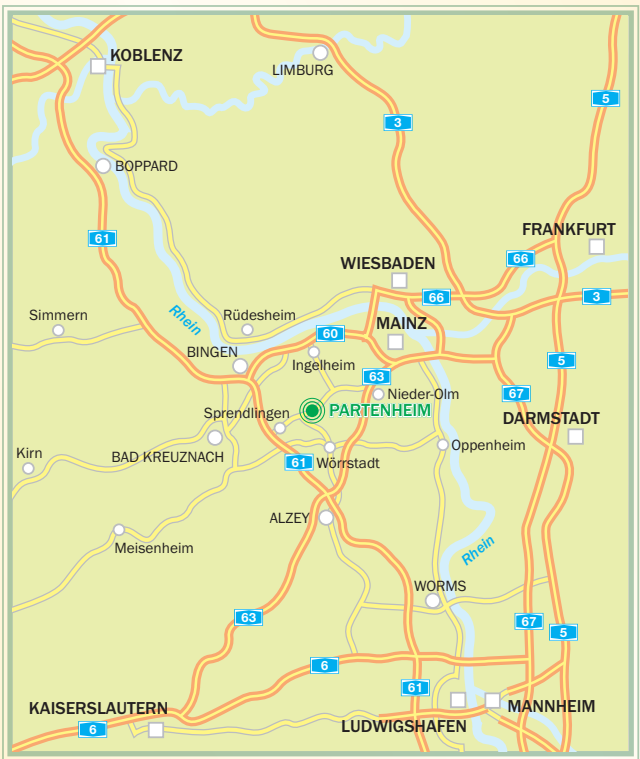 KOBLENZ
LIMBURG
5
3
BOPPARD
61
FRANKFURT
66
WIESBADEN
66
3
Simmern
Rhein
Rüdesheim
60
MAINZ
BINGEN
Ingelheim
63
5
Nieder-Olm
67
Sprendlingen
PARTENHEIM
DARMSTADT
Kirn
BAD KREUZNACH
61
Wörrstadt
Oppenheim
ALZEY
Meisenheim
Rhein
WORMS
63
67
5
6
61
KAISERSLAUTERN
6
LUDWIGSHAFEN
MANNHEIM